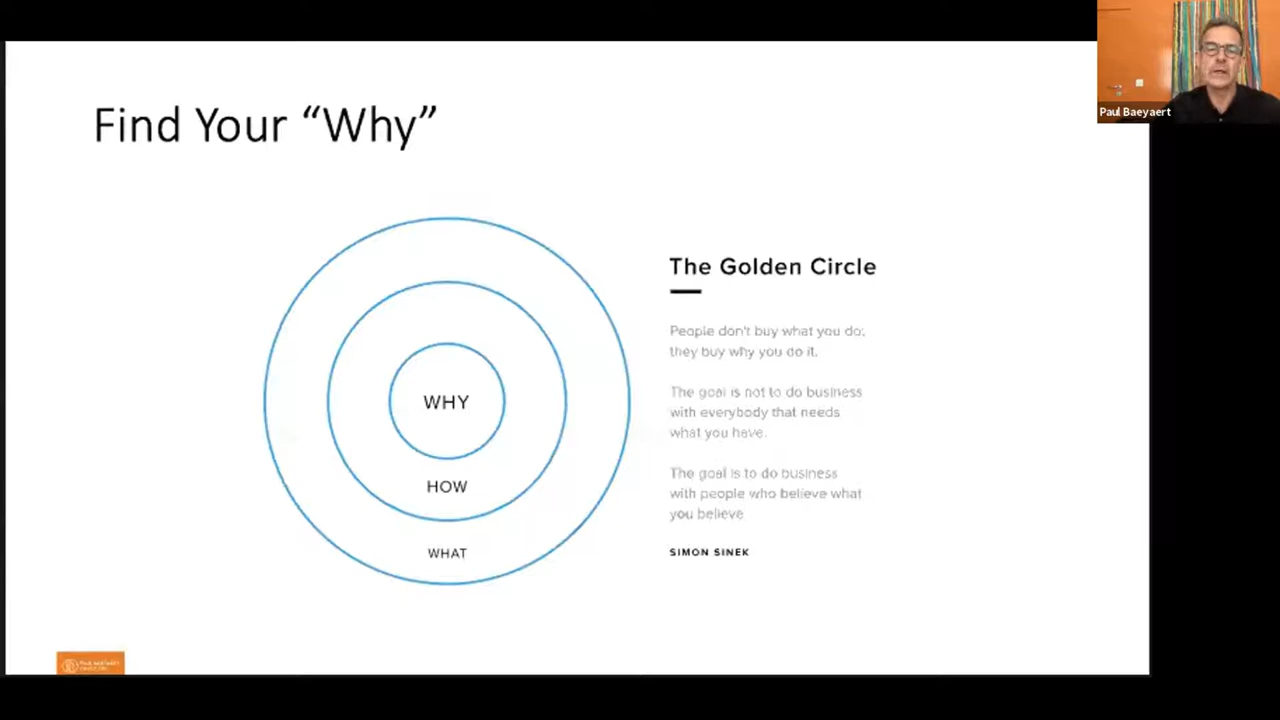 Find Your “Why”
WHY
HOW
WHAT
The Golden Circle
People don't buy what you do;
they buy why you do it.
The goal is not to do business
with everybody that needs
what you have.
The goal is to do business
with people who believe what
you believe
SIMON SINEK
Paul Baeyaert
PAUL BAEYAERT